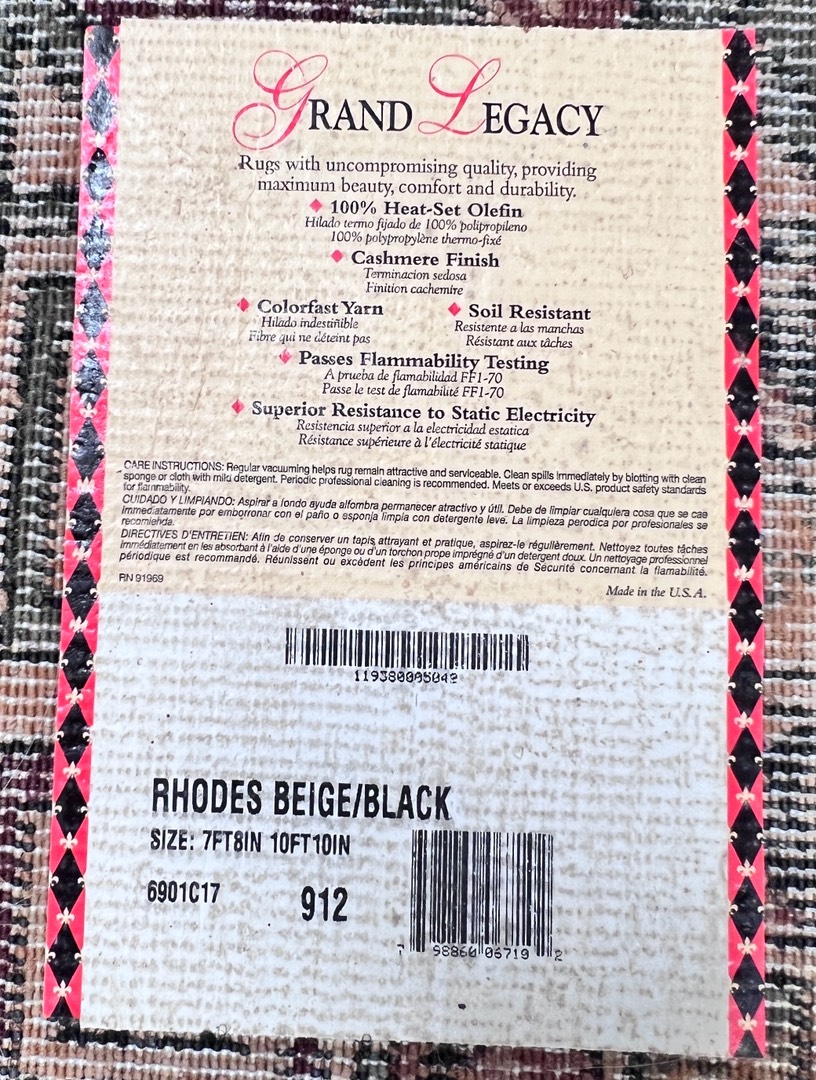 GRAND LEGACY
Rugs with uncompromising quality, providing
maximum beauty, comfort and durability.
100% Heat-Set Olefin
Hilado termo fijado de 100% polipropileno
100% polypropylène thermo-fixé
Cashmere Finish
Terminacion sedosa
Finition cachemire
Colorfast Yarn
Hilado indestiñible
Fibre qui ne déteint pas
Soil Resistant
Resistente a las manchas
Résistant aux tâches
Passes Flammability Testing
A prueba de flamabilidad FF1-70
Passe le test de flamabilité FF1-70
Superior Resistance to Static Electricity
Resistencia superior a la electricidad estatica
Résistance supérieure à l'électricité statique
CARE INSTRUCTIONS: Regular vacuuming helps rug remain attractive and serviceable. Clean spills immediately by blotting with clean
sponge or cloth with mild detergent. Periodic professional cleaning is recommended. Meets or exceeds U.S. product safety standards
for flammability.
CUIDADO Y LIMPIANDO: Aspirar a fondo ayuda alfombra permanecer atractivo y útil. Debe de limpiar cualquiera cosa que se cae
immediatamente por emborronar con el paño o esponja limpia con detergente leve. La limpieza perodica por profesionales se
recomienda.
DIRECTIVES D'ENTRETIEN: Afin de conserver un tapis attrayant et pratique, aspirez-le régulièrement. Nettoyez toutes tâches
immédiatement en les absorbant à l'aide d'une éponge ou d'un torchon propre imprégné d'un detergent doux. Un nettoyage professionnel
périodique est recommandé. Réunissent ou excèdent les principes américains de Sécurité concernant la flamabilité.
RN 91969
Made in the U.S.A.
119380095042
RHODES BEIGE/BLACK
SIZE: 7FT8IN 10FT10IN
6901C17
912
7 98860 06719 2